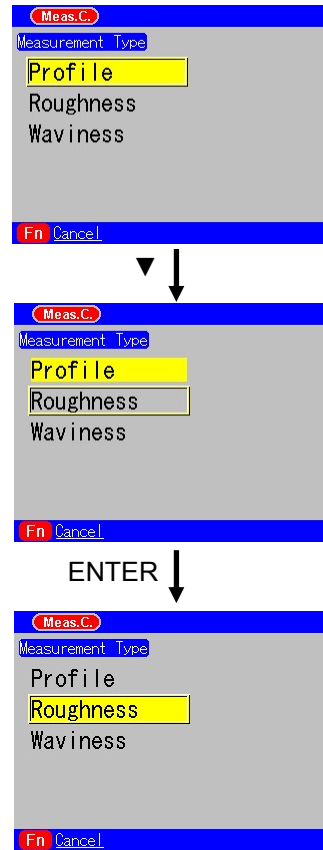 Meas.C.
Measurement Type
Profile
Roughness
Waviness
Fn Cancel
▼
Meas.C.
Measurement Type
Profile
Roughness
Waviness
Fn Cancel
ENTER
Meas.C.
Measurement Type
Profile
Roughness
Waviness
Fn Cancel